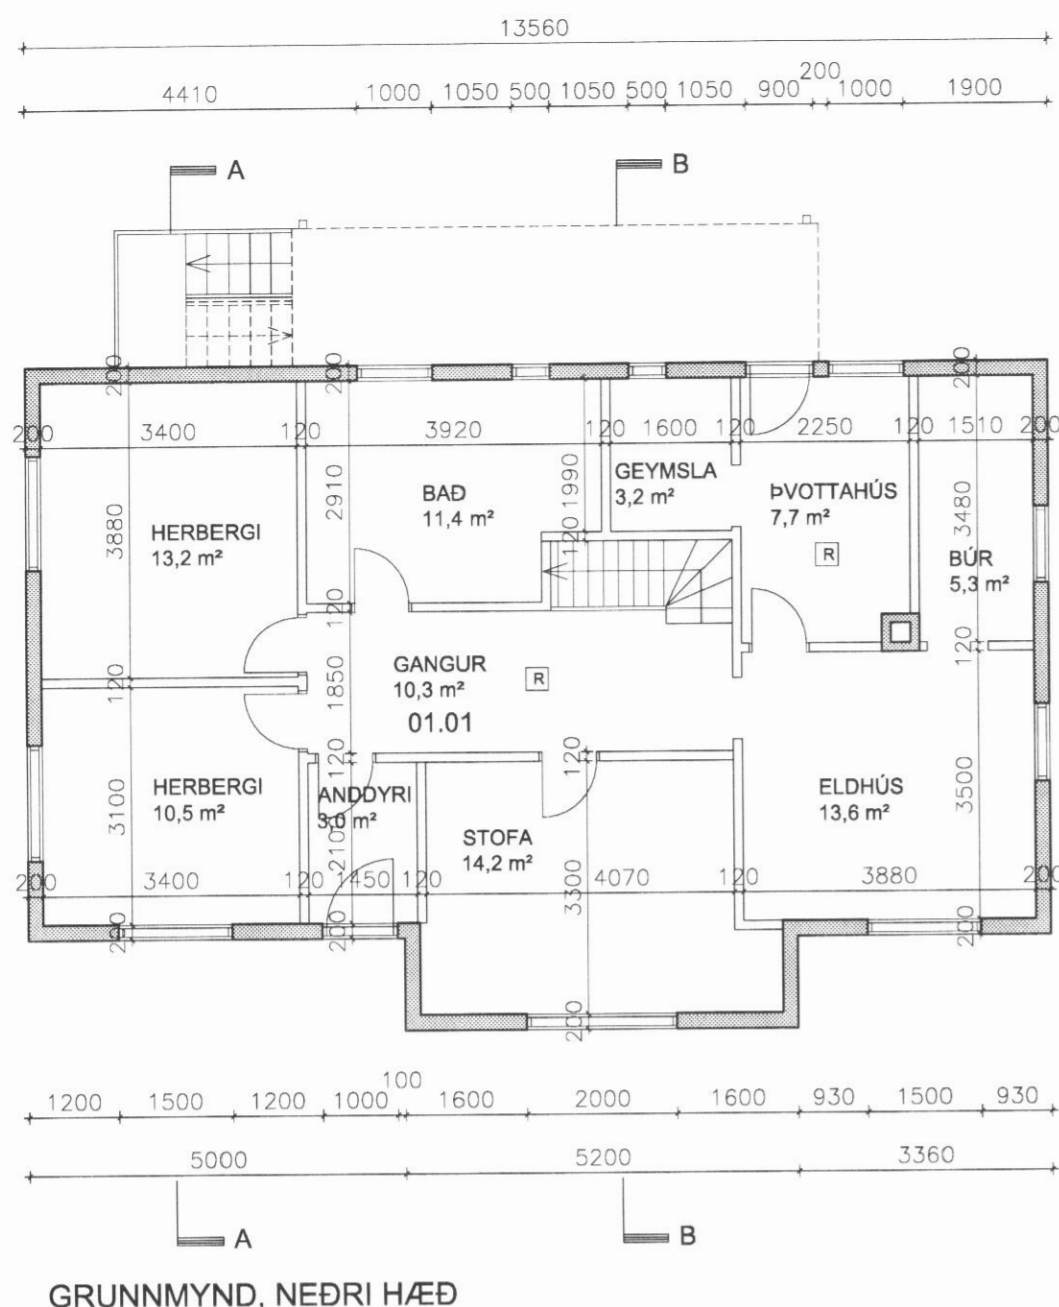 13560
4410 1000 1050 500 1050 500 1050 900 200 1000 1900
A
B
200 200 200
200 3400 120 3920 120 1600 120 2250 120 1510 200
3880
2910
1990
3480
HERBERGI
13,2 m²
BAÐ
11,4 m²
GEYMSLA
3,2 m²
ÞVOTTAHÚS
7,7 m²
BÚR
5,3 m²
120
R
120
120
120
1850
GANGUR
10,3 m²
01.01
R
120
120
HERBERGI
10,5 m²
ANDDYRI
3,0 m²
STOFA
14,2 m²
ELDHÚS
13,6 m²
3100
2100
3300
3500
200 3400 120 1450 120 4070 120 3880 200
200 200 200
200
1200 1500 1200 1000 100 1600 2000 1600 930 1500 930
5000 5200 3360
A
B
GRUNNMYND, NEÐRI HÆÐ